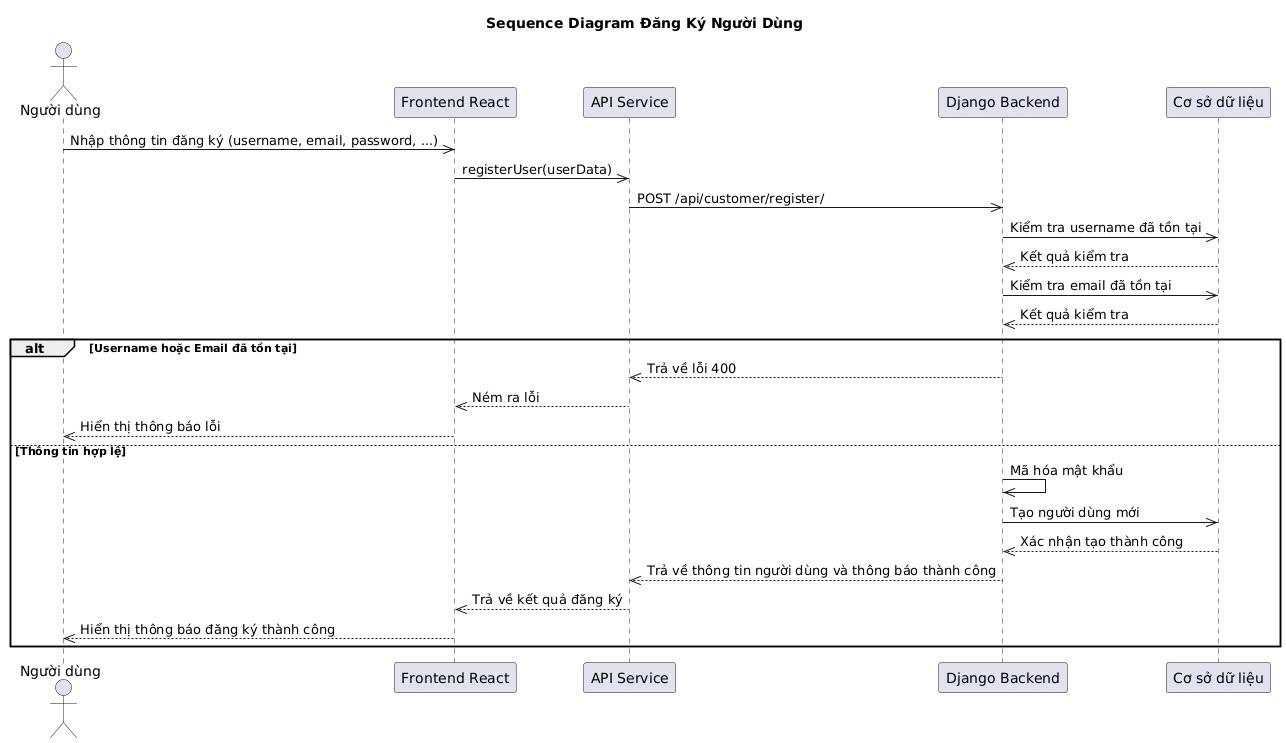 Sequence Diagram Đăng Ký Người Dùng
Người dùng
Frontend React
API Service
Django Backend
Cơ sở dữ liệu
Nhập thông tin đăng ký (username, email, password, ...)
registerUser(userData)
POST /api/customer/register/
Kiểm tra username đã tồn tại
Kết quả kiểm tra
Kiểm tra email đã tồn tại
Kết quả kiểm tra
alt [Username hoặc Email đã tồn tại]
Trả về lỗi 400
Ném ra lỗi
Hiển thị thông báo lỗi
[Thông tin hợp lệ]
Mã hóa mật khẩu
Tạo người dùng mới
Xác nhận tạo thành công
Trả về thông tin người dùng và thông báo thành công
Trả về kết quả đăng ký
Hiển thị thông báo đăng ký thành công
Người dùng
Frontend React
API Service
Django Backend
Cơ sở dữ liệu